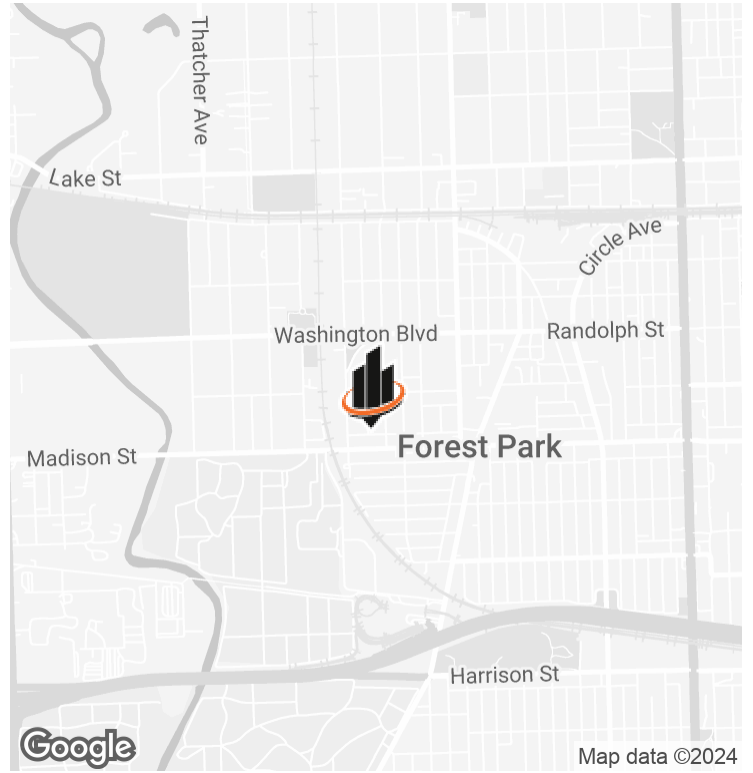 Thatcher Ave
Lake St
Circle Ave
Washington Blvd
Randolph St
Forest Park
Madison St
Harrison St
Google
Map data ©2024